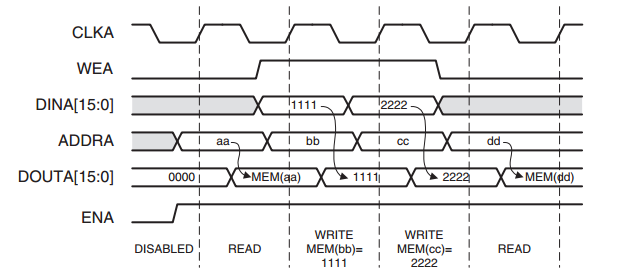 CLKA
WEA
DINA[15:0] 1111 2222
ADDRA aa bb cc dd
DOUTA[15:0] 0000 MEM(aa) 1111 2222 MEM(dd)
ENA
DISABLED READ WRITE MEM(bb)= 1111 WRITE MEM(cc)= 2222 READ